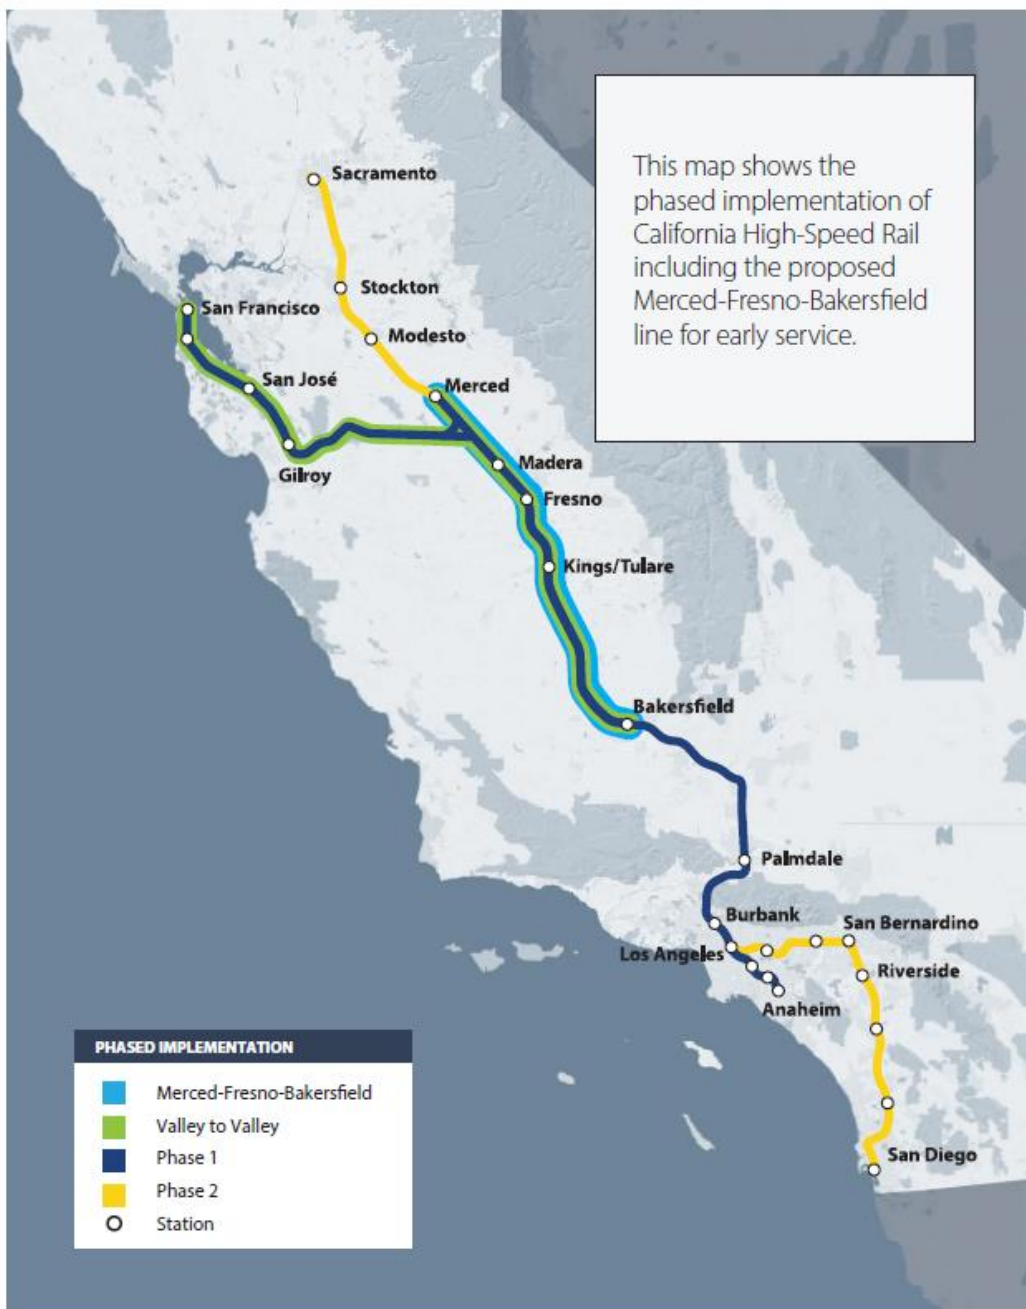 This map shows the
phased implementation of
California High-Speed Rail
including the proposed
Merced-Fresno-Bakersfield
line for early service.
Sacramento
Stockton
San Francisco
Modesto
San José
Merced
Gilroy
Madera
Fresno
Kings/Tulare
Bakersfield
Palmdale
Burbank
San Bernardino
Los Angeles
Riverside
Anaheim
San Diego
PHASED IMPLEMENTATION
Merced-Fresno-Bakersfield
Valley to Valley
Phase 1
Phase 2
Station